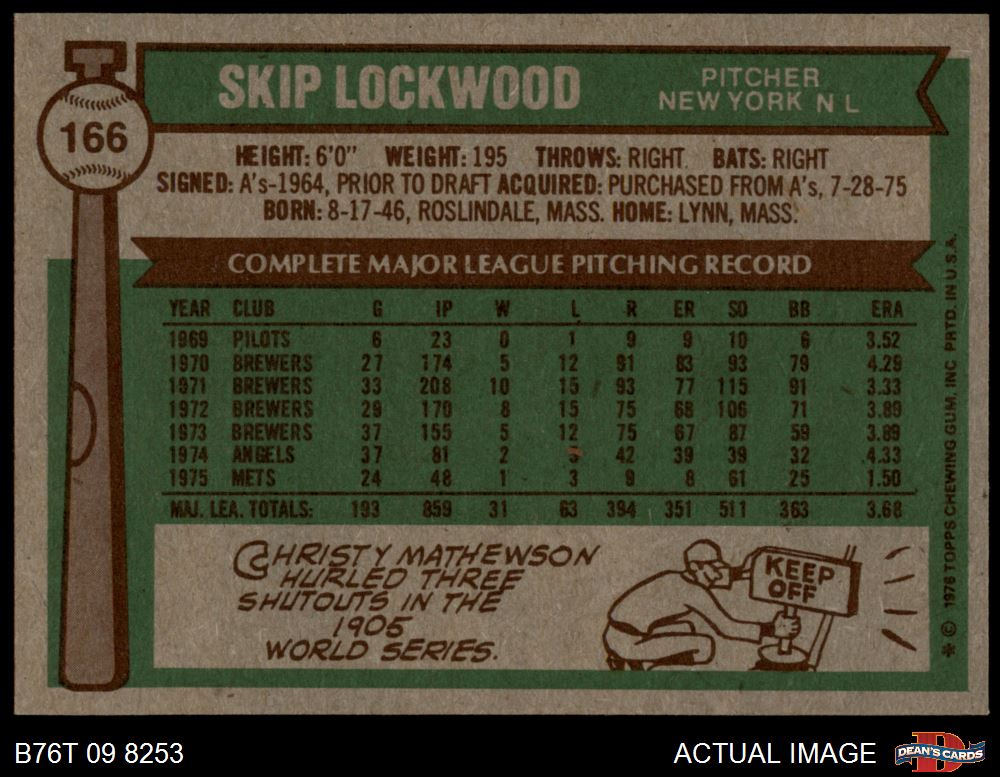 166
SKIP LOCKWOOD
PITCHER
NEW YORK N L
HEIGHT: 6'0" WEIGHT: 195 THROWS: RIGHT BATS: RIGHT
SIGNED: A's-1964, PRIOR TO DRAFT ACQUIRED: PURCHASED FROM A's, 7-28-75
BORN: 8-17-46, ROSLINDALE, MASS. HOME: LYNN, MASS.
COMPLETE MAJOR LEAGUE PITCHING RECORD
YEAR CLUB G IP W L R ER SO BB ERA
1969 PILOTS 6 23 0 1 9 9 10 6 3.52
1970 BREWERS 27 174 5 12 91 83 93 79 4.29
1971 BREWERS 33 208 10 15 93 77 115 91 3.33
1972 BREWERS 29 170 8 15 75 68 106 71 3.60
1973 BREWERS 37 155 5 12 75 67 87 59 3.89
1974 ANGELS 37 81 2 5 42 39 39 32 4.33
1975 METS 24 48 1 3 9 8 61 25 1.50
MAJ. LEA. TOTALS: 193 859 31 63 394 351 511 363 3.68
CHRISTY MATHEWSON
HURLED THREE
SHUTOUTS IN THE
1905
WORLD SERIES.
KEEP
OFF
* © 1976 TOPPS CHEWING GUM, INC PRTD. IN U.S.A.
B76T 09 8253
ACTUAL IMAGE
DEAN'S CARDS